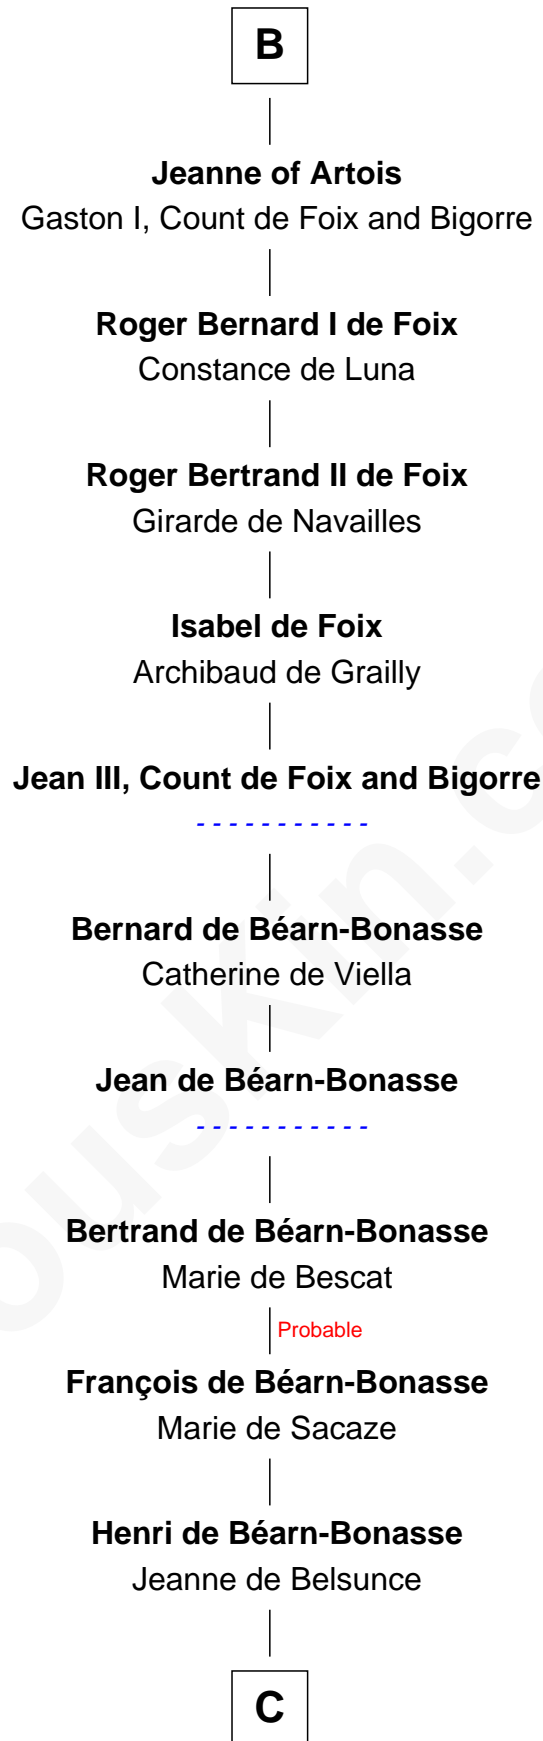 B
Jeanne of Artois
Gaston I, Count de Foix and Bigorre
Roger Bernard I de Foix
Constance de Luna
Roger Bertrand II de Foix
Girarde de Navailles
Isabel de Foix
Archibaud de Grailly
Jean III, Count de Foix and Bigorre
- - - - - - - - - - -
Bernard de Béarn-Bonasse
Catherine de Viella
Jean de Béarn-Bonasse
- - - - - - - - - - -
Bertrand de Béarn-Bonasse
Marie de Bescat
Probable
François de Béarn-Bonasse
Marie de Sacaze
Henri de Béarn-Bonasse
Jeanne de Belsunce
C